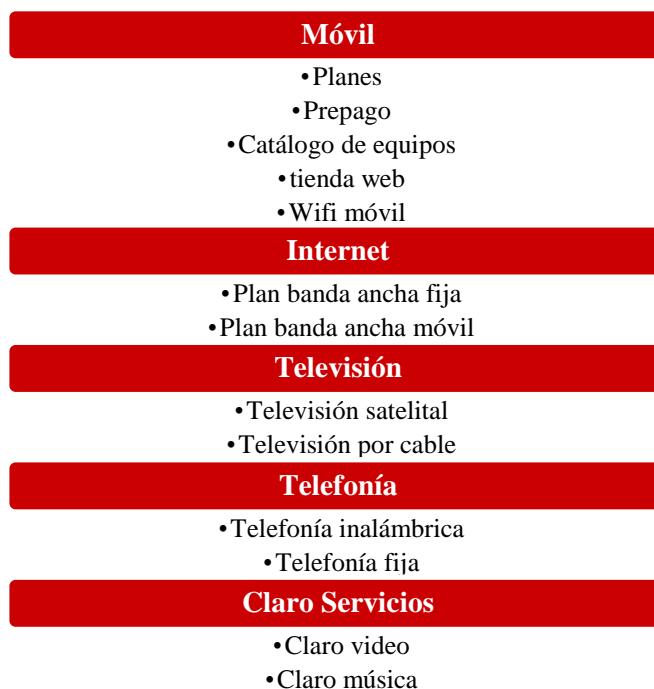 Móvil
•Planes
•Prepago
•Catálogo de equipos
•tienda web
•Wifi móvil
Internet
•Plan banda ancha fija
•Plan banda ancha móvil
Televisión
•Televisión satelital
•Televisión por cable
Telefonía
•Telefonía inalámbrica
•Telefonía fija
Claro Servicios
•Claro video
•Claro música